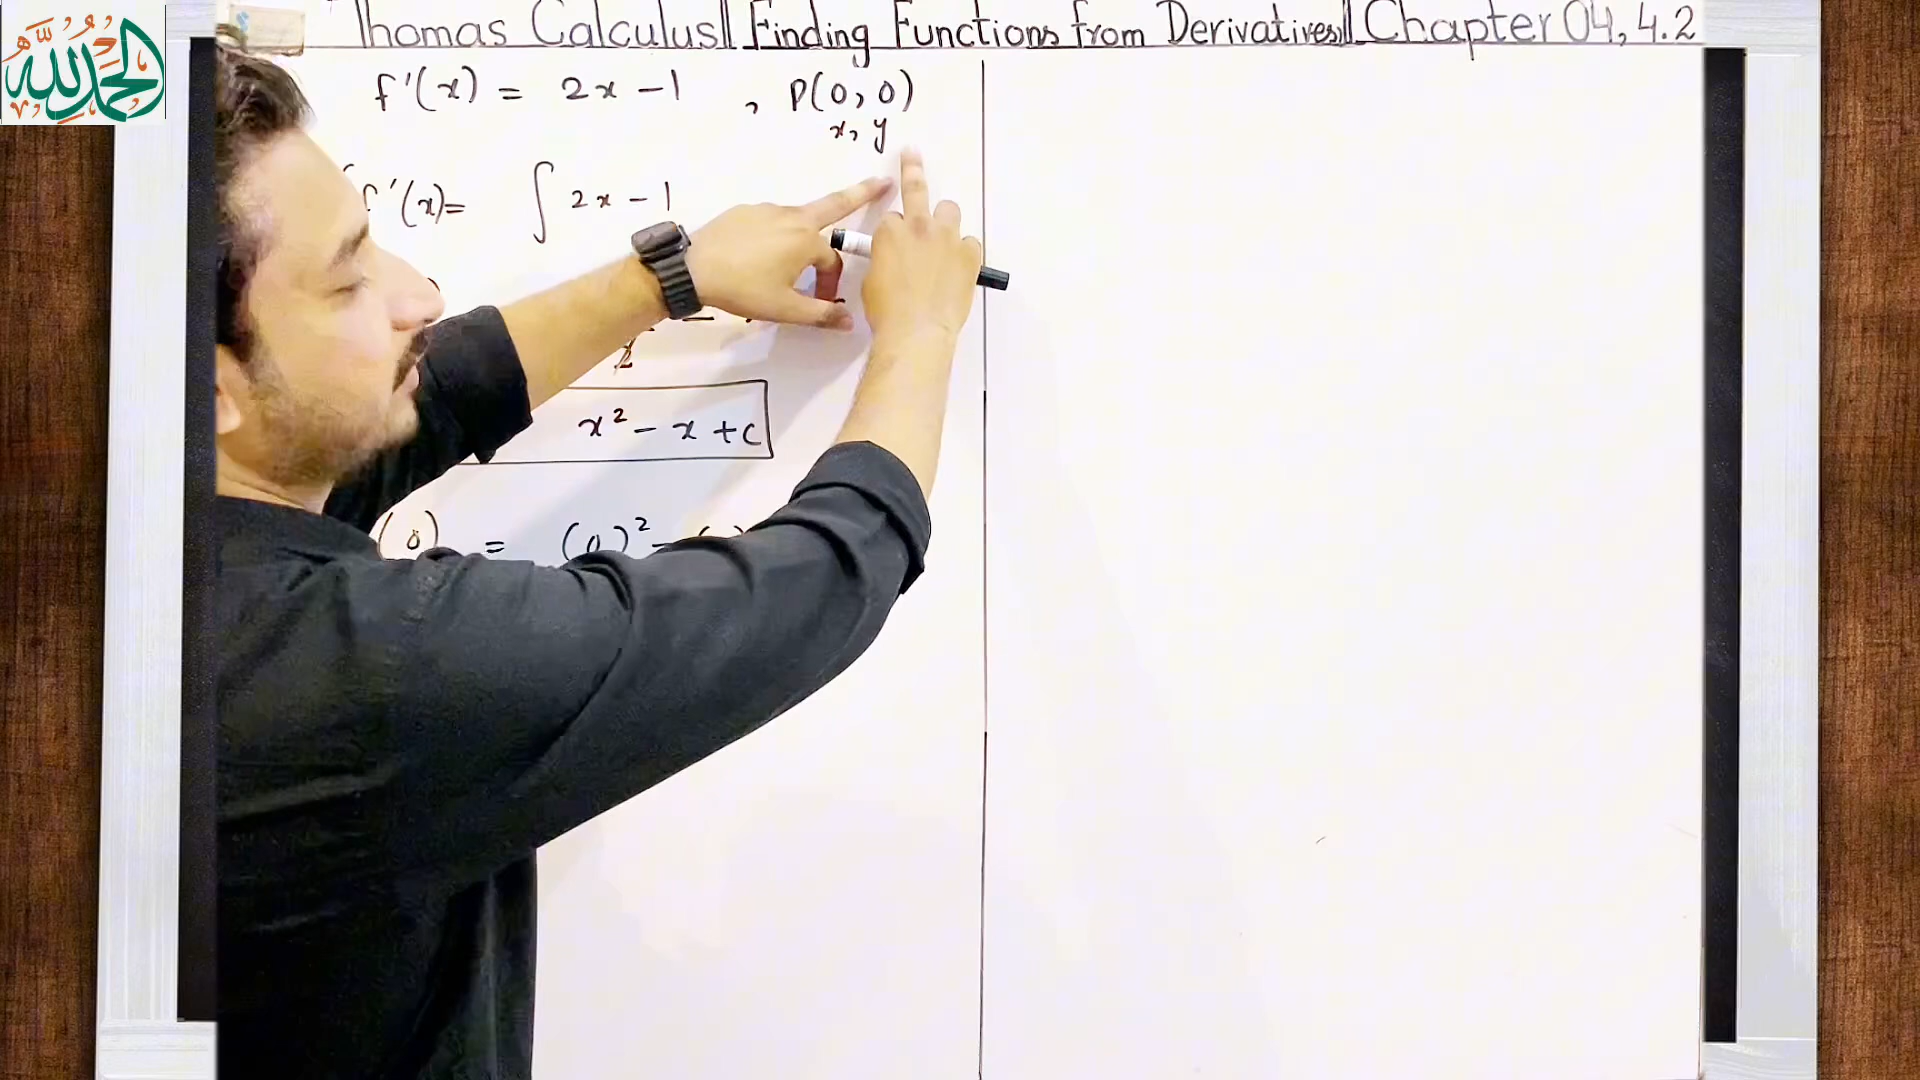 الحمد لله
Thomas Calculus || Finding Functions from Derivatives || Chapter 04, 4.2
f'(x) = 2x - 1 , P(0, 0)
x, y
f'(x) = ∫ 2x - 1
2
x² - x + c
(0) = (0)² -